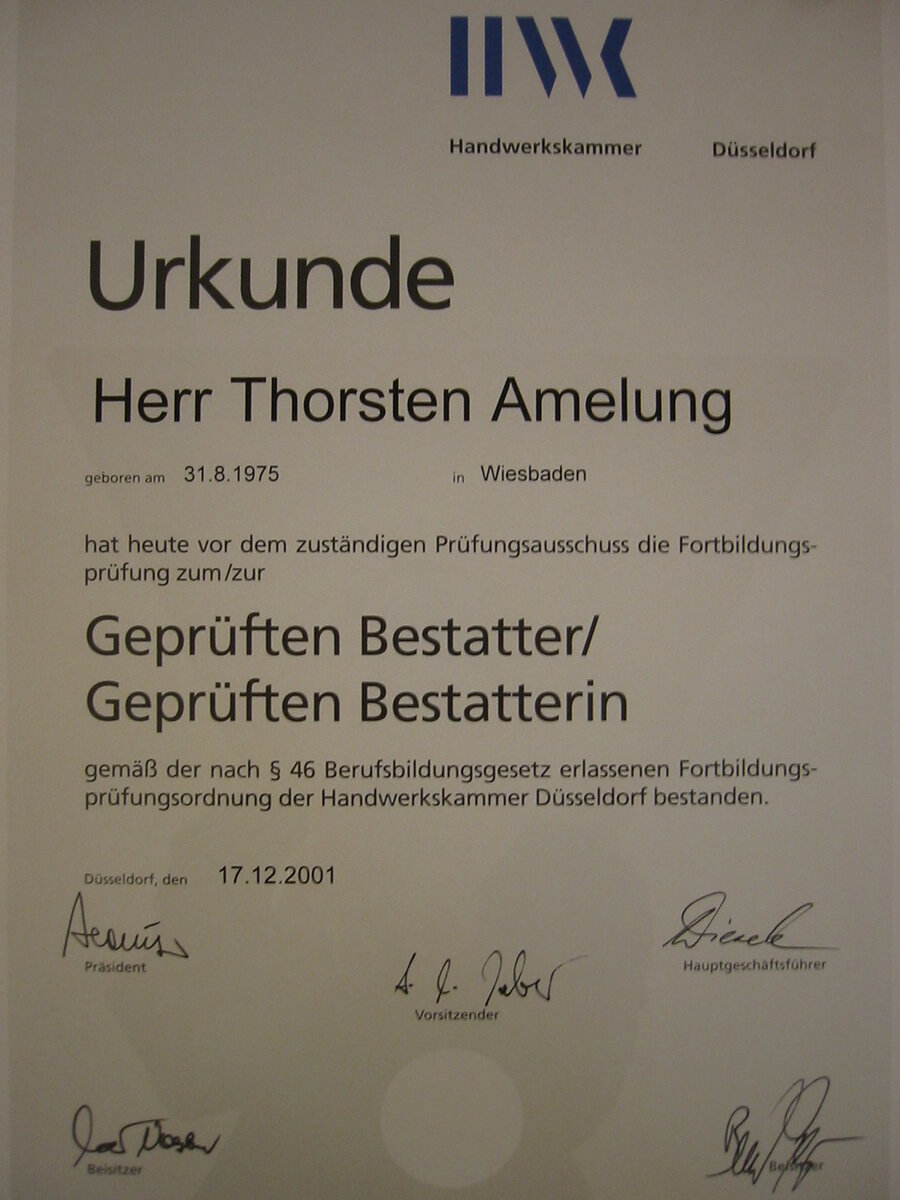 HWK
Handwerkskammer Düsseldorf
Urkunde
Herr Thorsten Amelung
geboren am 31.8.1975 in Wiesbaden
hat heute vor dem zuständigen Prüfungsausschuss die Fortbildungs-
prüfung zum/zur
Geprüften Bestatter/
Geprüften Bestatterin
gemäß der nach § 46 Berufsbildungsgesetz erlassenen Fortbildungs-
prüfungsordnung der Handwerkskammer Düsseldorf bestanden.
Düsseldorf, den 17.12.2001
Präsident
Hauptgeschäftsführer
Vorsitzender
Beisitzer
Beisitzer